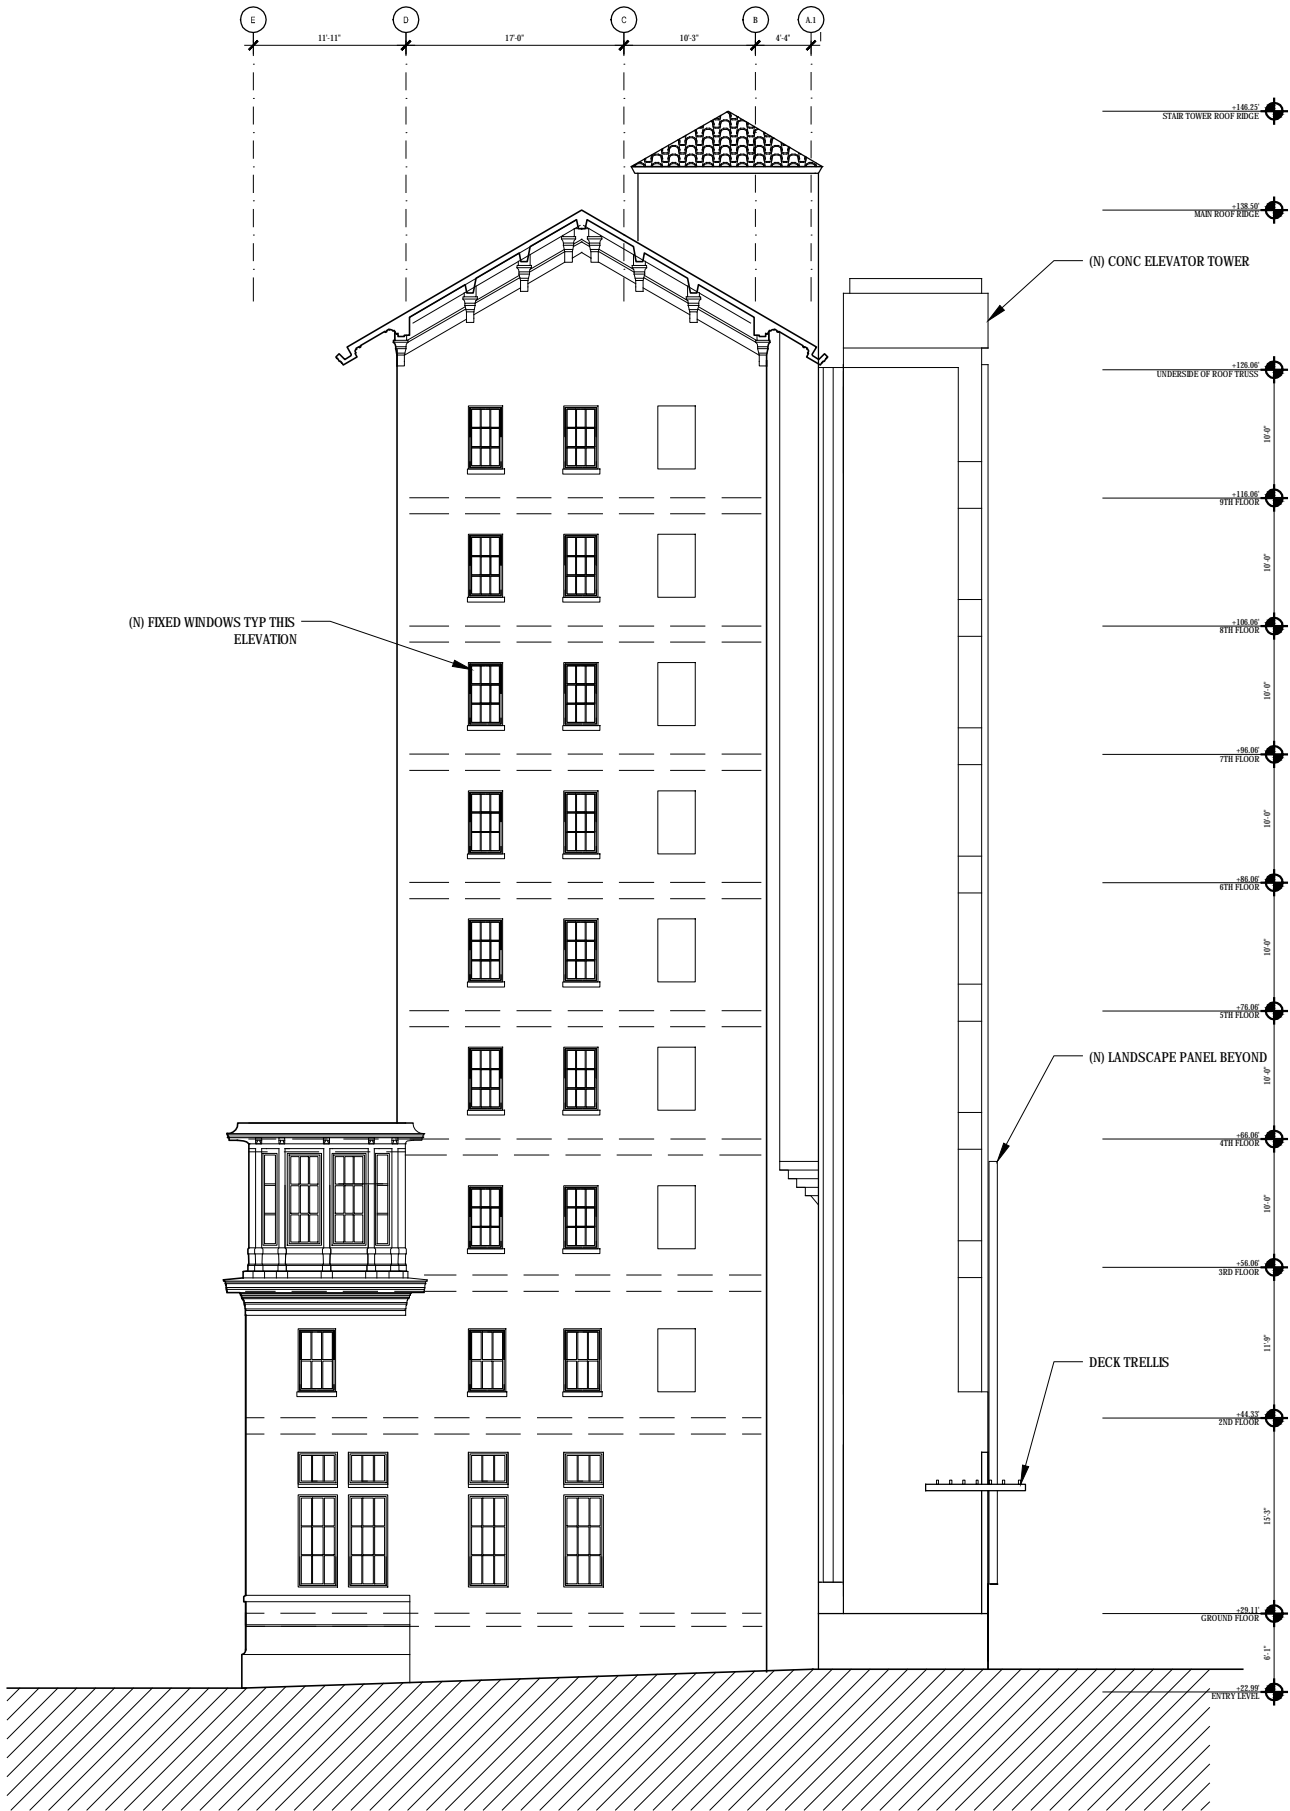 E
D
C
B
A.1
11'-11"
17'-0"
10'-3"
4'-4"
+146.25'
STAIR TOWER ROOF RIDGE
+138.50'
MAIN ROOF RIDGE
(N) CONC ELEVATOR TOWER
+126.06'
UNDERSIDE OF ROOF TRUSS
10'-0"
+116.06'
9TH FLOOR
10'-0"
(N) FIXED WINDOWS TYP THIS
ELEVATION
+106.06'
8TH FLOOR
10'-0"
+96.06'
7TH FLOOR
10'-0"
+86.06'
6TH FLOOR
10'-0"
+76.06'
5TH FLOOR
(N) LANDSCAPE PANEL BEYOND
10'-0"
+66.06'
4TH FLOOR
10'-0"
+56.06'
3RD FLOOR
11'-9"
DECK TRELLIS
+44.33'
2ND FLOOR
15'-3"
+29.11'
GROUND FLOOR
6'-1"
+22.99'
ENTRY LEVEL